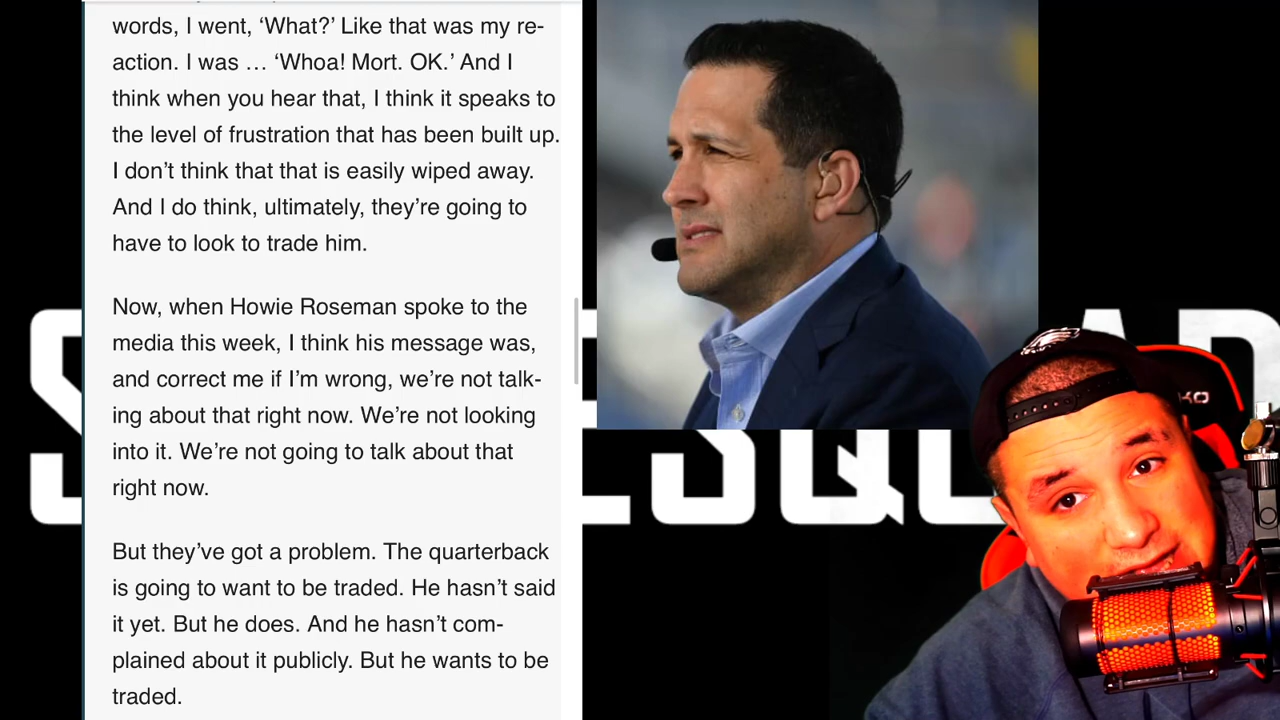 words, I went, ‘What?’ Like that was my re-
action. I was … ‘Whoa! Mort. OK.’ And I
think when you hear that, I think it speaks to
the level of frustration that has been built up.
I don’t think that that is easily wiped away.
And I do think, ultimately, they’re going to
have to look to trade him.
Now, when Howie Roseman spoke to the
media this week, I think his message was,
and correct me if I’m wrong, we’re not talk-
ing about that right now. We’re not looking
into it. We’re not going to talk about that
right now.
But they’ve got a problem. The quarterback
is going to want to be traded. He hasn’t said
it yet. But he does. And he hasn’t com-
plained about it publicly. But he wants to be
traded.